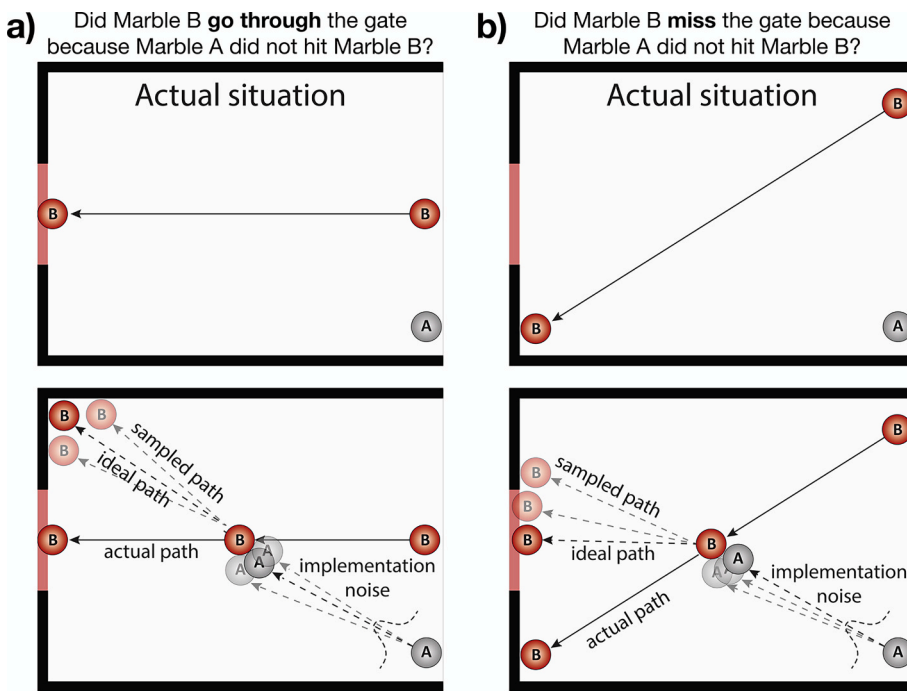 a)
Did Marble B go through the gate
because Marble A did not hit Marble B?
Actual situation
B
B
A
B
B
B
sampled path
ideal path
B
B
B
actual path
A
A
A
implementation
noise
A
b)
Did Marble B miss the gate because
Marble A did not hit Marble B?
Actual situation
B
B
A
B
B
sampled path
B
B
B
ideal path
A
A
A
implementation
noise
actual path
B
A